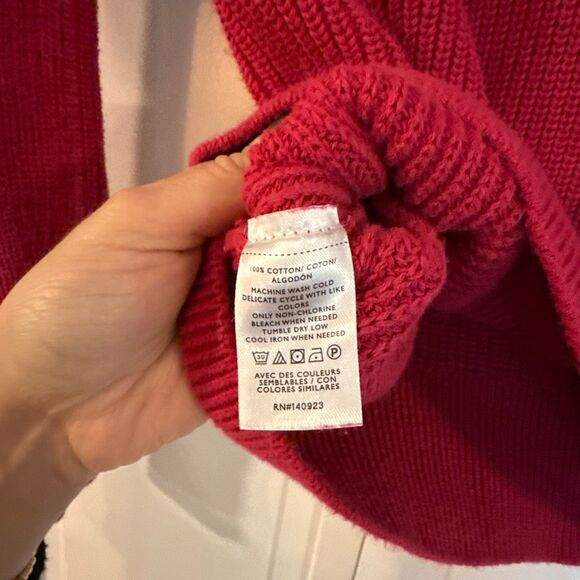 100% COTTON/ COTON/
ALGODÓN
MACHINE WASH COLD
DELICATE CYCLE WITH LIKE
COLORS
ONLY NON-CHLORINE
BLEACH WHEN NEEDED
TUMBLE DRY LOW
COOL IRON WHEN NEEDED
30 P
AVEC DES COULEURS
SEMBLABLES / CON
COLORES SIMILARES
RN#140923